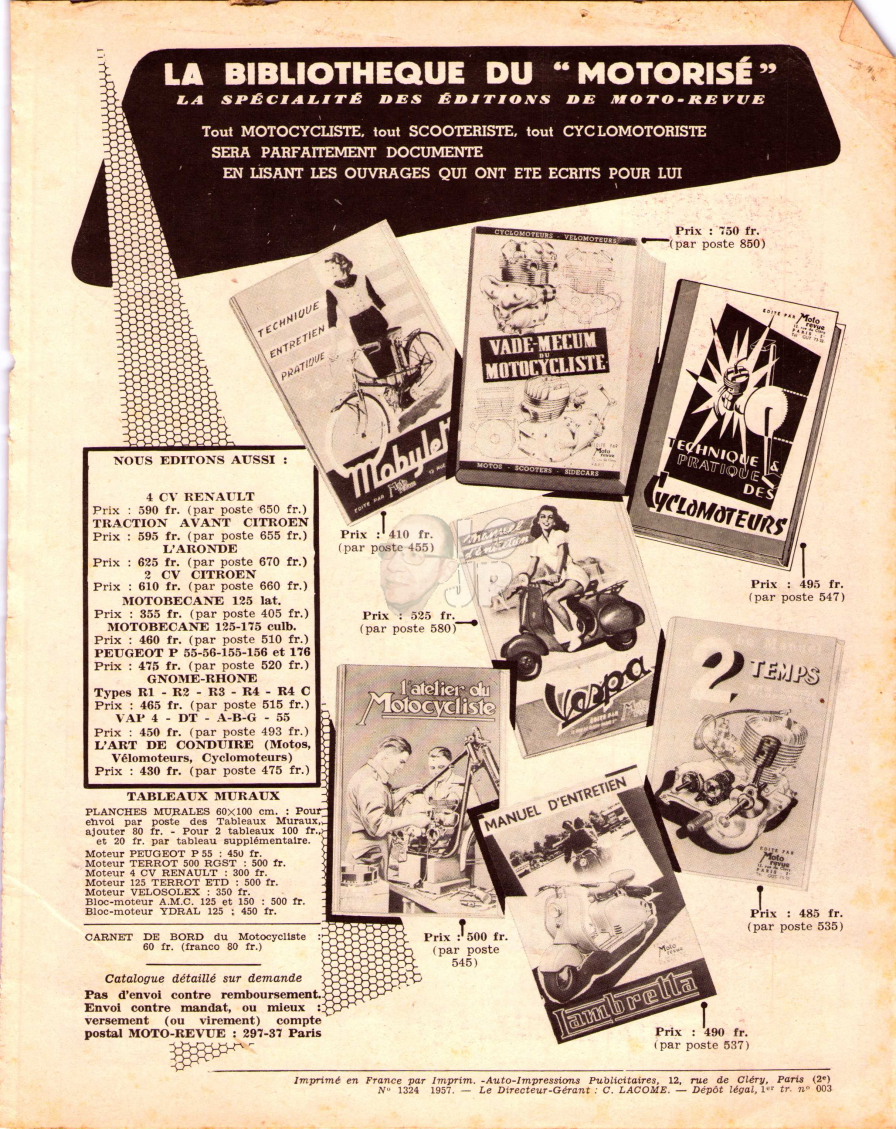 LA BIBLIOTHEQUE DU “ MOTORISÉ ”
LA SPÉCIALITÉ DES ÉDITIONS DE MOTO-REVUE
Tout MOTOCYCLISTE, tout SCOOTERISTE, tout CYCLOMOTORISTE
SERA PARFAITEMENT DOCUMENTE
EN LISANT LES OUVRAGES QUI ONT ETE ECRITS POUR LUI
TECHNIQUE
ENTRETIEN
PRATIQUE
Mobylett
EDITE PAR Moto revue
Prix : 410 fr.
(par poste 455)
CYCLOMOTEURS - VELOMOTEURS
VADE-MECUM
DU
MOTOCYCLISTE
Moto revue
MOTOS - SCOOTERS - SIDECARS
Prix : 750 fr.
(par poste 850)
EDITE PAR Moto revue
TECHNIQUE &
PRATIQUE
DES
CYCLOMOTEURS
Prix : 495 fr.
(par poste 547)
manuel
d'entretien
Vespa
EDITE PAR
Prix : 525 fr.
(par poste 580)
JP
2 TEMPS
EDITE PAR
Moto revue
Prix : 485 fr.
(par poste 535)
l'atelier du
Motocycliste
Prix : 500 fr.
(par poste
545)
MANUEL D'ENTRETIEN
Moto revue
Lambretta
Prix : 490 fr.
(par poste 537)
NOUS EDITONS AUSSI :
4 CV RENAULT
Prix : 590 fr. (par poste 650 fr.)
TRACTION AVANT CITROEN
Prix : 595 fr. (par poste 655 fr.)
L'ARONDE
Prix : 625 fr. (par poste 670 fr.)
2 CV CITROEN
Prix : 610 fr. (par poste 660 fr.)
MOTOBECANE 125 lat.
Prix : 355 fr. (par poste 405 fr.)
MOTOBECANE 125-175 culb.
Prix : 460 fr. (par poste 510 fr.)
PEUGEOT P 55-56-155-156 et 176
Prix : 475 fr. (par poste 520 fr.)
GNOME-RHONE
Types R1 - R2 - R3 - R4 - R4 C
Prix : 465 fr. (par poste 515 fr.)
VAP 4 - DT - A-B-G - 55
Prix : 450 fr. (par poste 493 fr.)
L'ART DE CONDUIRE (Motos,
Vélomoteurs, Cyclomoteurs)
Prix : 430 fr. (par poste 475 fr.)
TABLEAUX MURAUX
PLANCHES MURALES 60×100 cm. : Pour
envoi par poste des Tableaux Muraux,
ajouter 80 fr. - Pour 2 tableaux 100 fr.,
et 20 fr. par tableau supplémentaire.
Moteur PEUGEOT P 55 : 450 fr.
Moteur TERROT 500 RGST : 500 fr.
Moteur 4 CV RENAULT : 300 fr.
Moteur 125 TERROT ETD : 500 fr.
Moteur VELOSOLEX : 350 fr.
Bloc-moteur A.M.C. 125 et 150 : 500 fr.
Bloc-moteur YDRAL 125 : 450 fr.
CARNET DE BORD du Motocycliste :
60 fr. (franco 80 fr.)
Catalogue détaillé sur demande
Pas d'envoi contre remboursement.
Envoi contre mandat, ou mieux :
versement (ou virement) compte
postal MOTO-REVUE : 297-37 Paris
Imprimé en France par Imprim. -Auto-Impressions Publicitaires, 12, rue de Cléry, Paris (2e)
N° 1324 1957. — Le Directeur-Gérant : C. LACOME. — Dépôt légal, 1er tr. n° 003